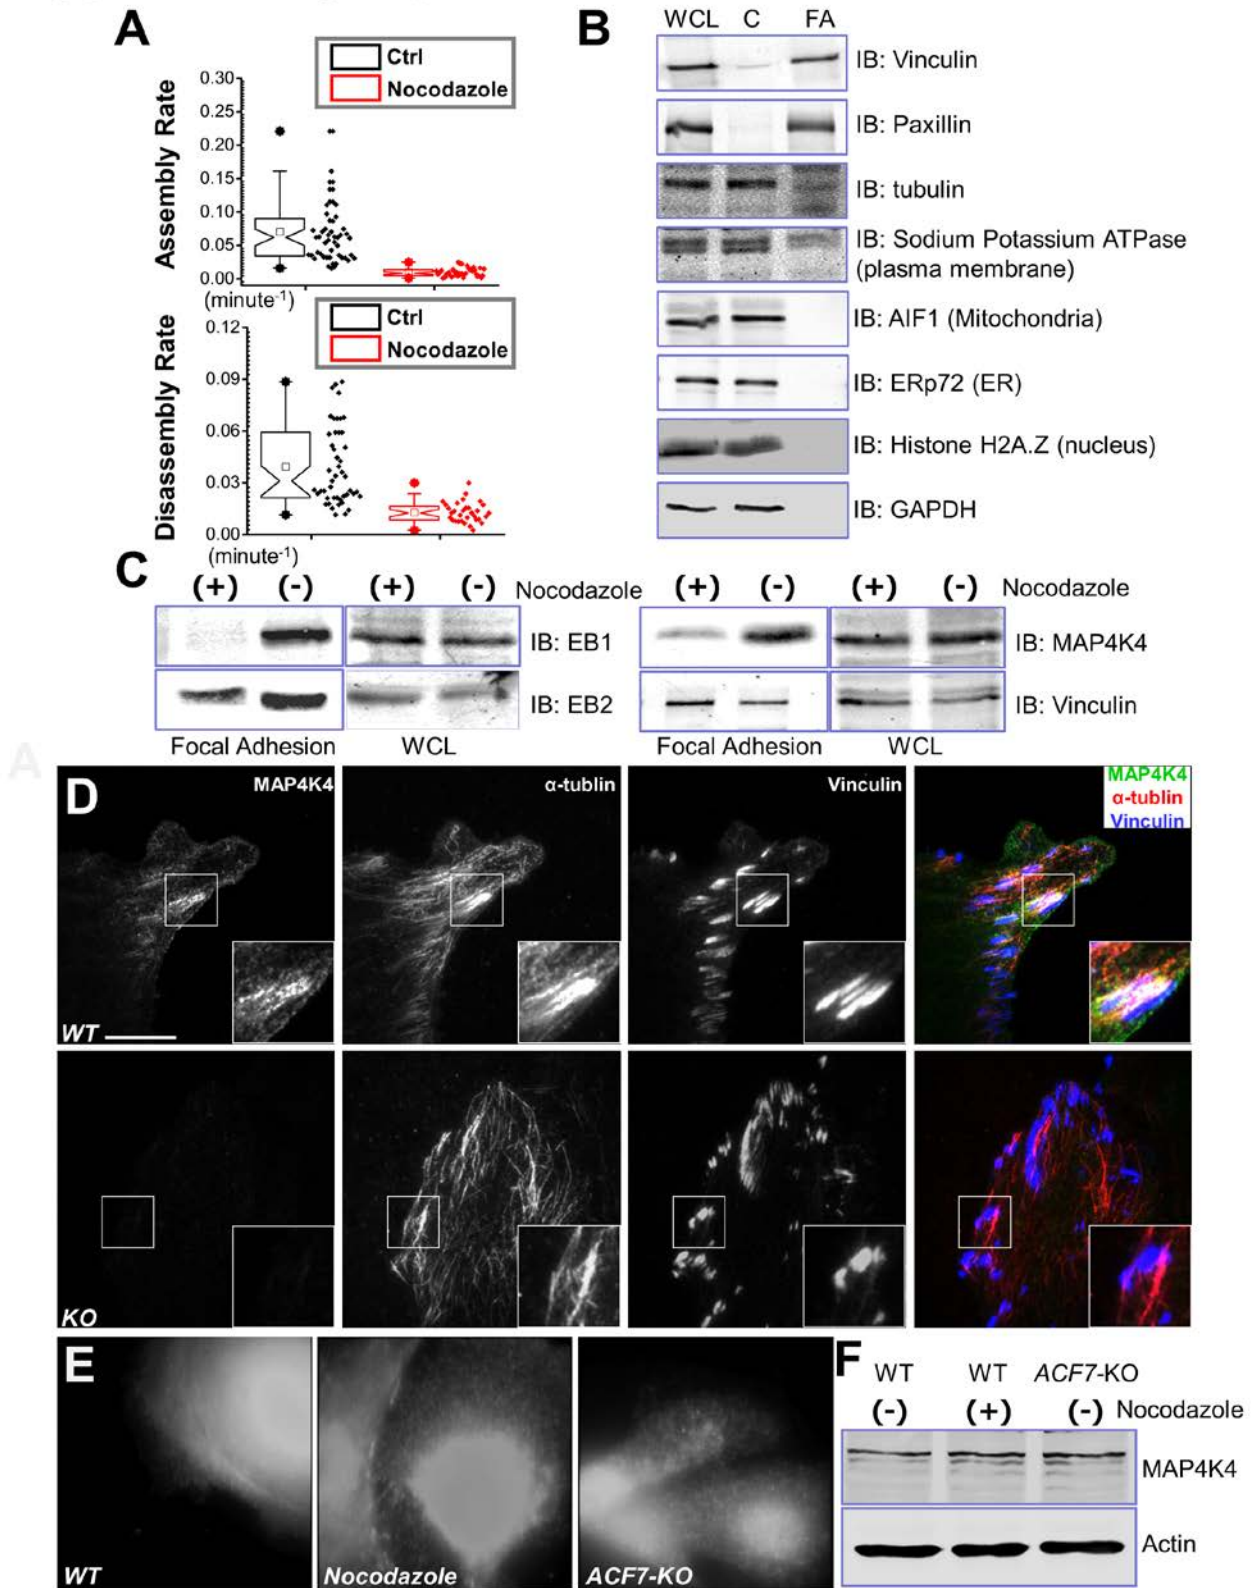 A
Ctrl
Nocodazole
Assembly Rate
0.30
0.20
0.15
0.10
0.05
0.00
(minute-1)
Ctrl
Nocodazole
Disassembly Rate
0.12
0.09
0.06
0.03
0.00
(minute-1)
B
WCL C FA
IB: Vinculin
IB: Paxillin
IB: tubulin
IB: Sodium Potassium ATPase
(plasma membrane)
IB: AIF1 (Mitochondria)
IB: ERp72 (ER)
IB: Histone H2A.Z (nucleus)
IB: GAPDH
C
(+) (-) (+) (-) Nocodazole
IB: EB1
IB: EB2
Focal Adhesion WCL
(+) (-) (+) (-) Nocodazole
IB: MAP4K4
IB: Vinculin
Focal Adhesion WCL
A
D
MAP4K4
α-tublin
Vinculin
MAP4K4
α-tublin
Vinculin
WT
KO
E
WT
Nocodazole
ACF7-KO
F
WT WT ACF7-KO
(-) (+) (-) Nocodazole
MAP4K4
Actin